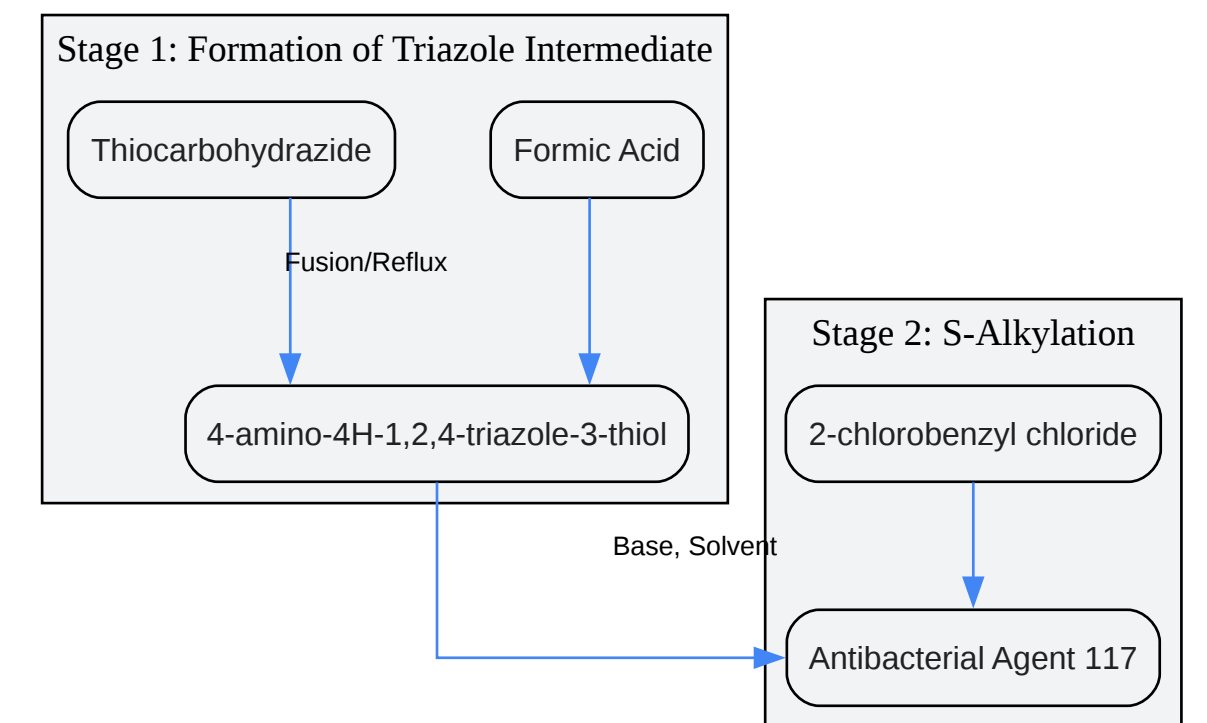 Stage 1: Formation of Triazole Intermediate
Thiocarbohydrazide
Formic Acid
Fusion/Reflux
4-amino-4H-1,2,4-triazole-3-thiol
Stage 2: S-Alkylation
2-chlorobenzyl chloride
Base, Solvent
Antibacterial Agent 117